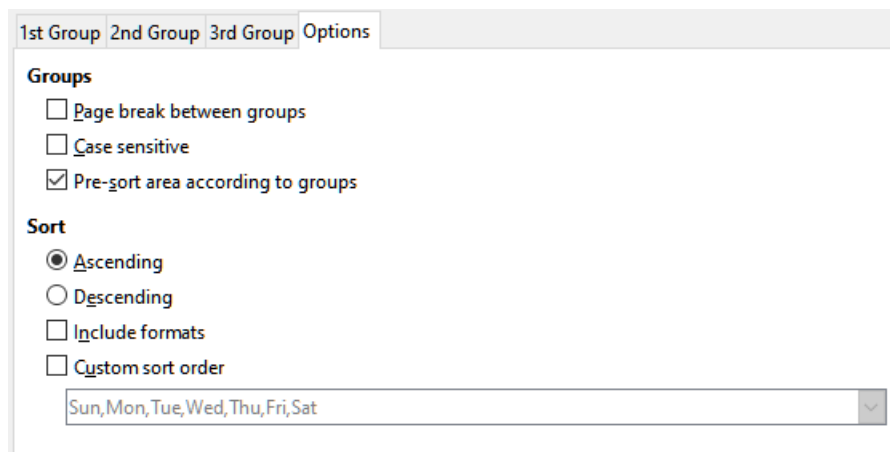 1st Group 2nd Group 3rd Group Options
Groups
Page break between groups
Case sensitive
Pre-sort area according to groups
Sort
Ascending
Descending
Include formats
Custom sort order
Sun,Mon,Tue,Wed,Thu,Fri,Sat